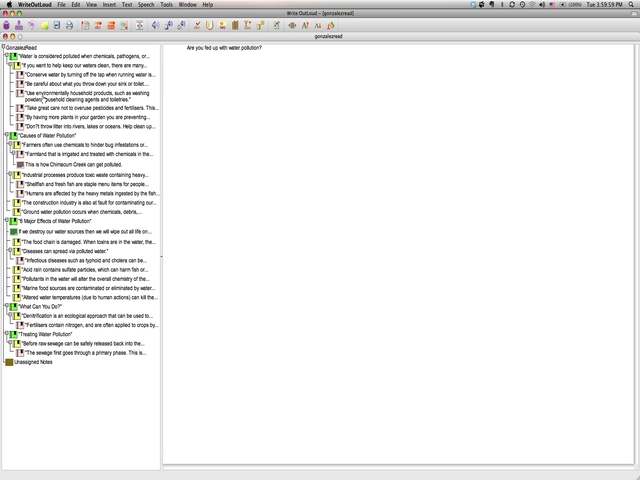 WriteOutLoud File Edit View Insert Text Speech Tools Window Help
(100%) Tue 3:59:59 PM
Write OutLoud - [gonzalezread]
gonzalezread
GonzalezRead
Are you fed up with water pollution?
"Water is considered polluted when chemicals, pathogens, or...
"If you want to help keep our waters clean, there are many...
"Conserve water by turning off the tap when running water is...
"Be careful about what you throw down your sink or toilet....
"Use environmentally household products, such as washing
powder, household cleaning agents and toiletries."
"Take great care not to overuse pesticides and fertilisers. This...
"By having more plants in your garden you are preventing...
"Don?t throw litter into rivers, lakes or oceans. Help clean up...
"Causes of Water Pollution"
"Farmers often use chemicals to hinder bug infestations or...
"Farmland that is irrigated and treated with chemicals in the...
This is how Chimecum Creek can get polluted.
"Industrial processes produce toxic waste containing heavy...
"Shellfish and fresh fish are staple menu items for people...
"Humans are affected by the heavy metals ingested by the fish...
"The construction industry is also at fault for contaminating our...
"Ground water pollution occurs when chemicals, debris,...
"6 Major Effects of Water Pollution"
If we destroy our water sources then we will wipe out all life on...
"The food chain is damaged. When toxins are in the water, the...
"Diseases can spread via polluted water."
"Infectious diseases such as typhoid and cholera can be...
"Acid rain contains sulfate particles, which can harm fish or...
"Pollutants in the water will alter the overall chemistry of the...
"Marine food sources are contaminated or eliminated by water...
"Altered water temperatures (due to human actions) can kill the...
"What Can You Do?"
"Denitrification is an ecological approach that can be used to...
"Fertilisers contain nitrogen, and are often applied to crops by...
"Treating Water Pollution"
"Before raw sewage can be safely released back into the...
"The sewage first goes through a primary phase. This is...
Unassigned Notes